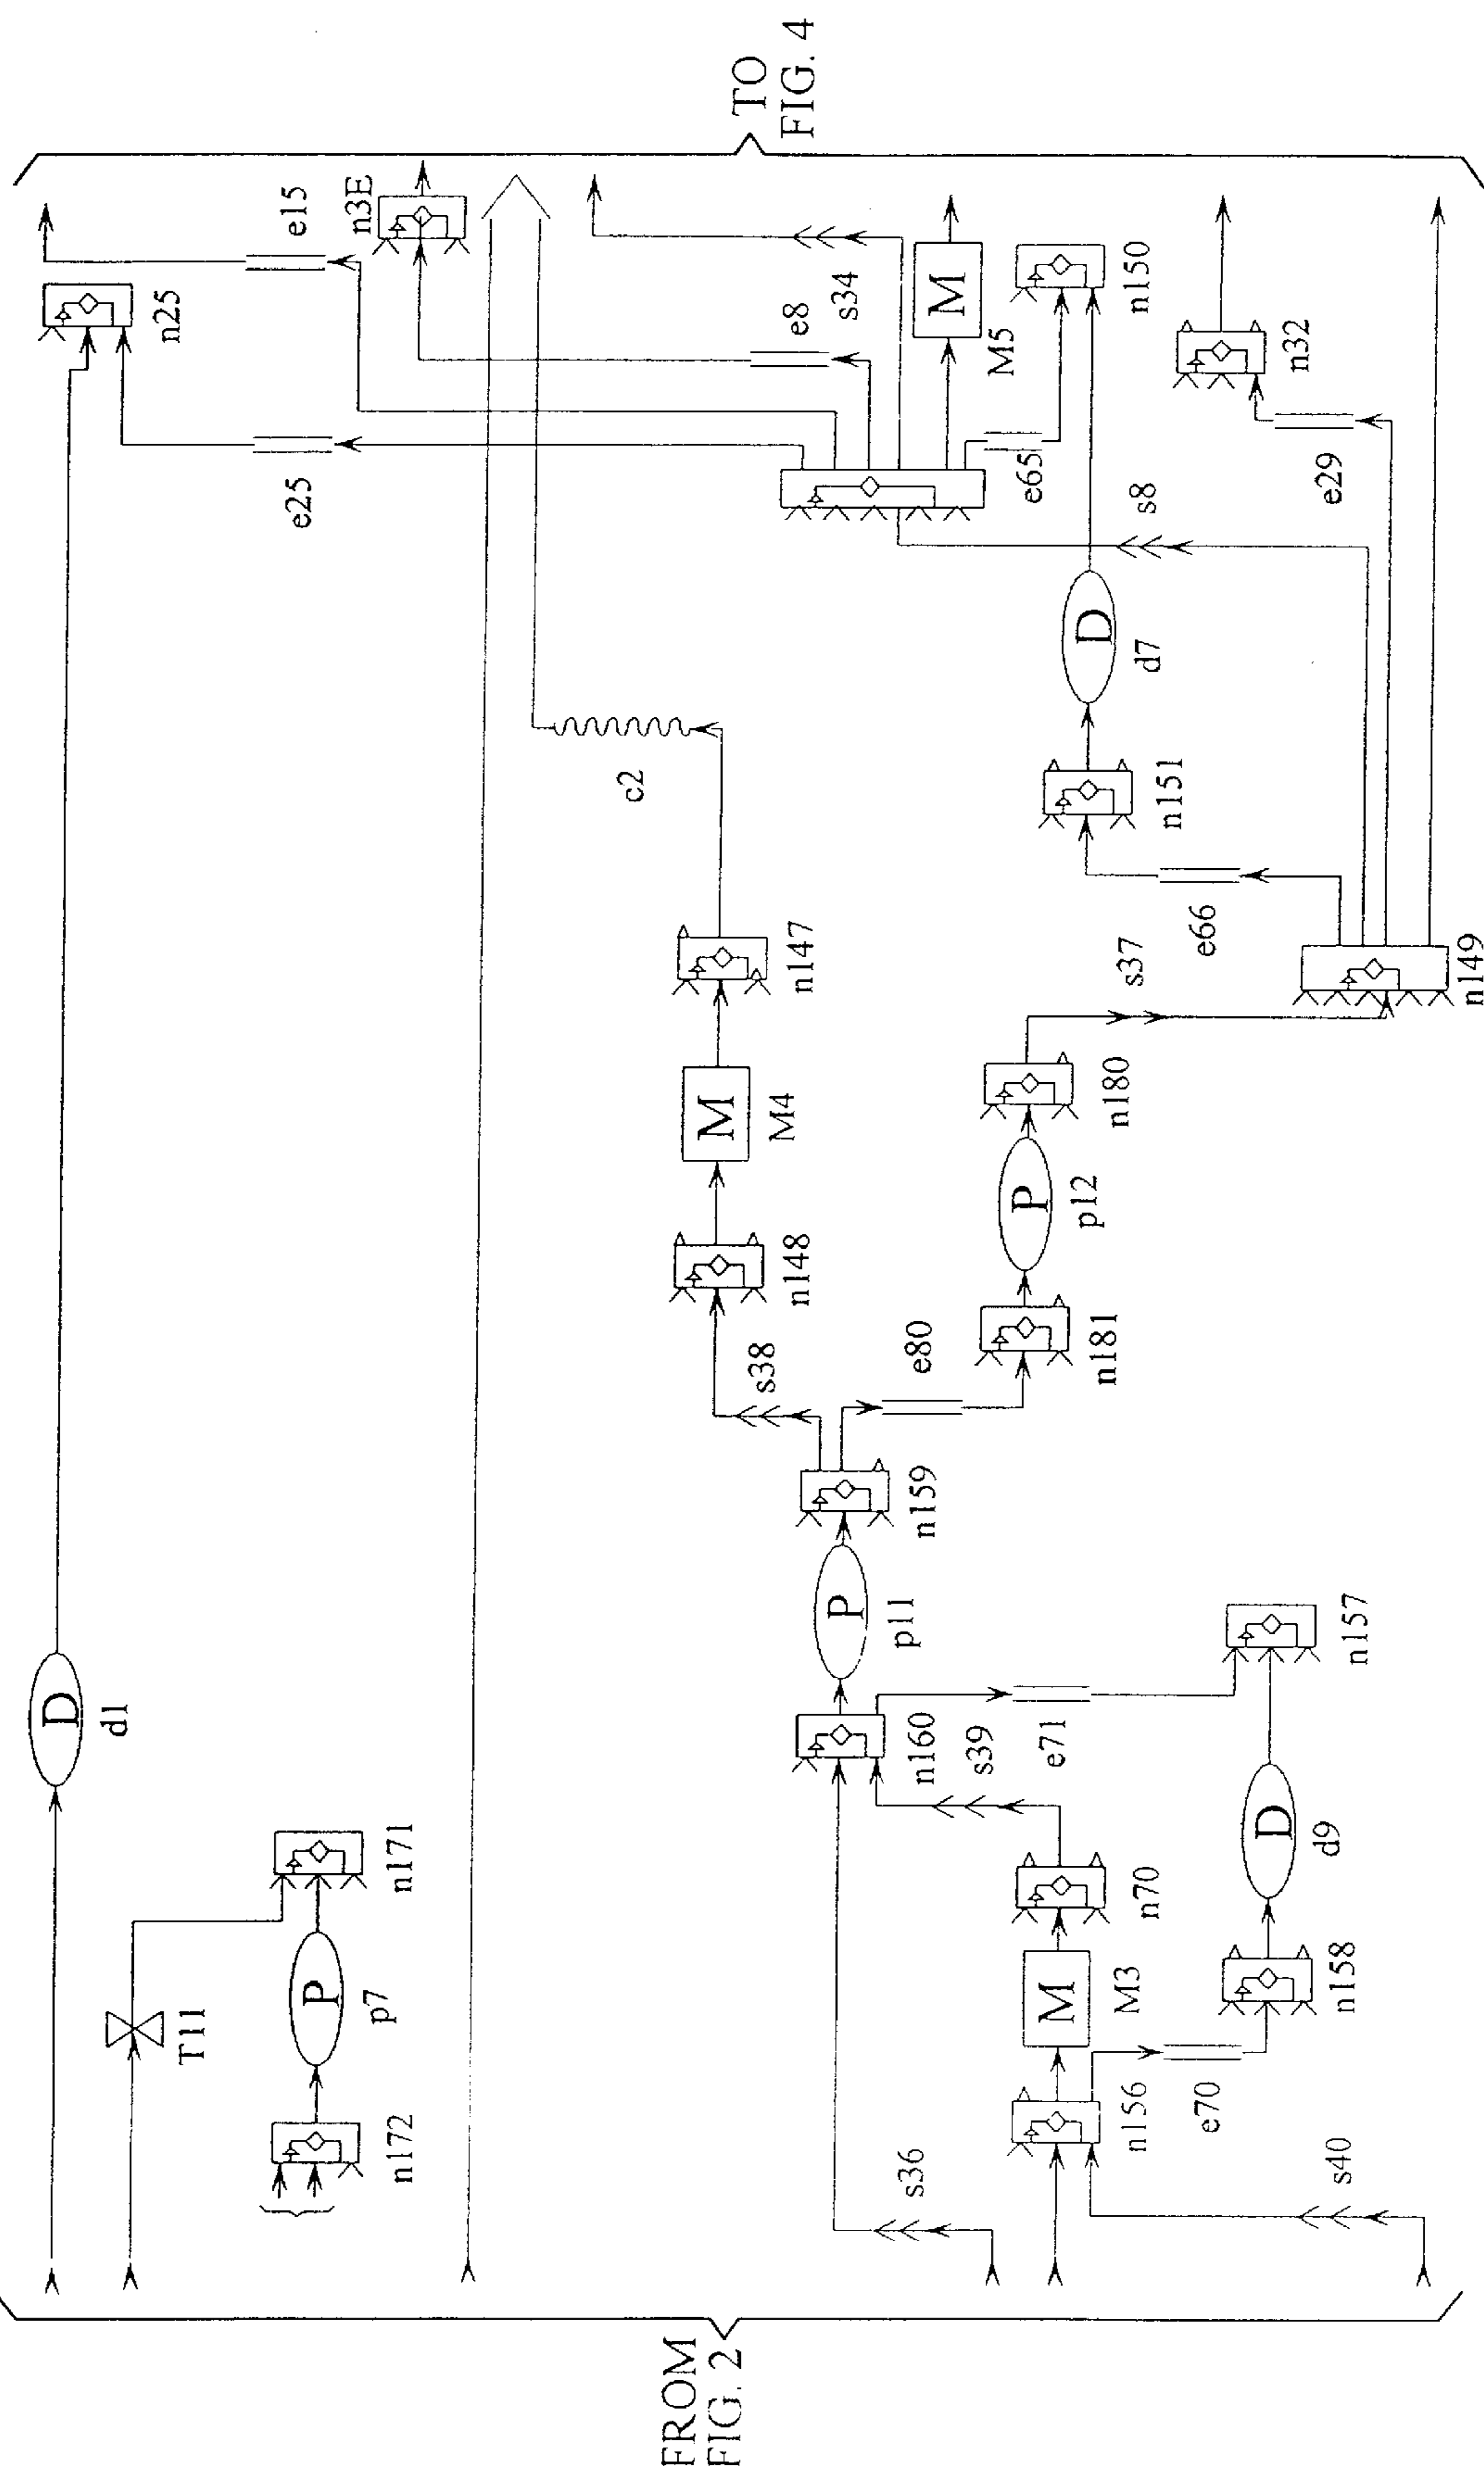 FROM
FIG. 2
TO
FIG. 4
D
d1
T11
n172
P
p7
n171
e25
n25
e15
n3E
c2
s36
n160
P
p11
n159
s38
n148
M
M4
n147
e8
s34
M
M5
e65
n150
s40
n156
M
M3
n70
s39
e71
e70
n158
D
d9
n157
e80
n181
P
p12
n180
s37
n149
e66
n151
D
d7
s8
e29
n32